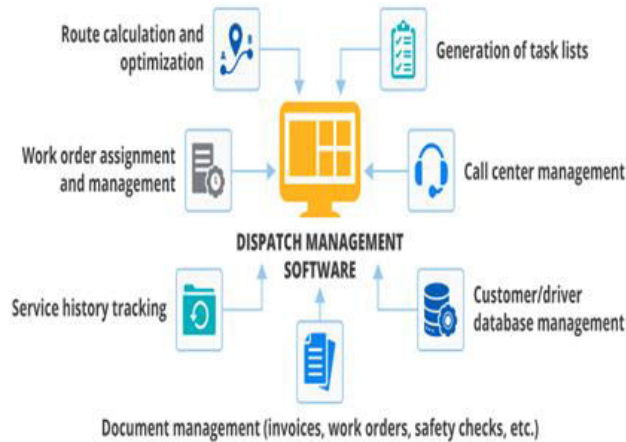 Route calculation and
optimization
A
B
Generation of task lists
Work order assignment
and management
Call center management
DISPATCH MANAGEMENT
SOFTWARE
Service history tracking
Customer/driver
database management
Document management (invoices, work orders, safety checks, etc.)